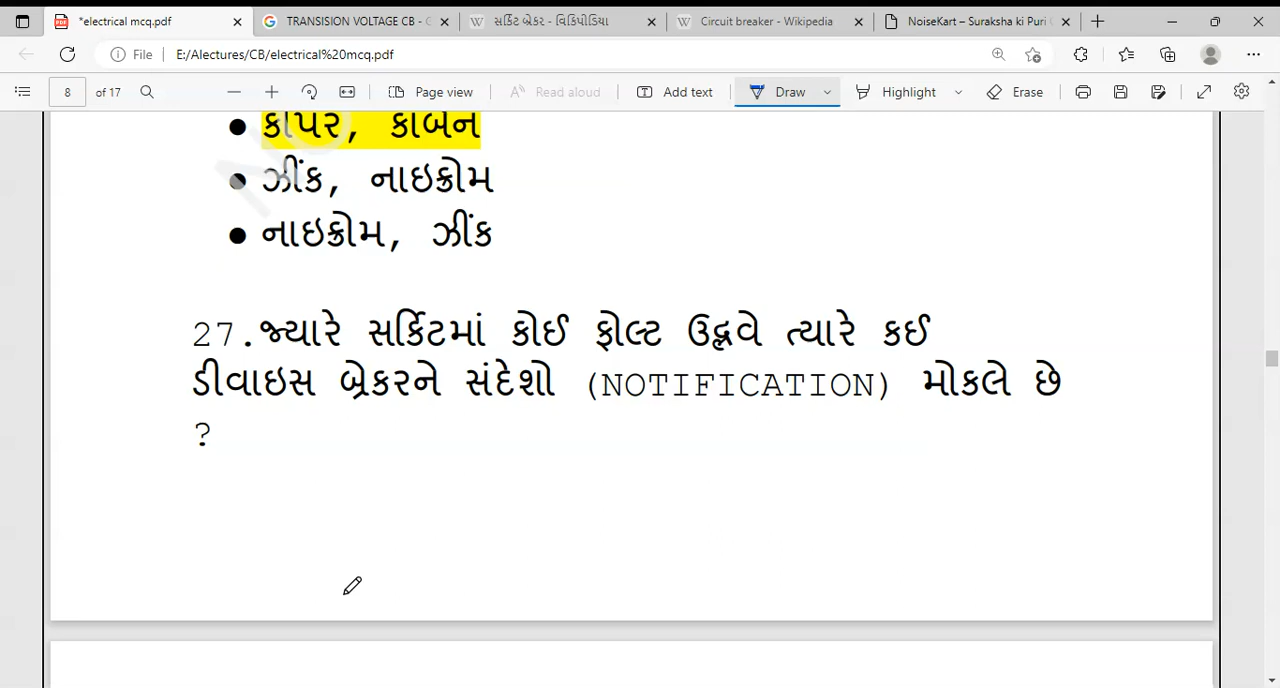 *electrical mcq.pdf
TRANSISION VOLTAGE CB - G
સર્કિટ બ્રેકર - વિકિપીડિયા
Circuit breaker - Wikipedia
NoiseKart – Suraksha ki Puri
File
E:/Alectures/CB/electrical%20mcq.pdf
8 of 17
Page view
Read aloud
Add text
Draw
Highlight
Erase
કોપર, કાર્બન
ઝીંક, નાઇક્રોમ
નાઇક્રોમ, ઝીંક
27.જ્યારે સર્કિટમાં કોઈ ફોલ્ટ ઉદ્ભવે ત્યારે કઈ
ડીવાઇસ બ્રેકરને સંદેશો (NOTIFICATION) મોકલે છે
?